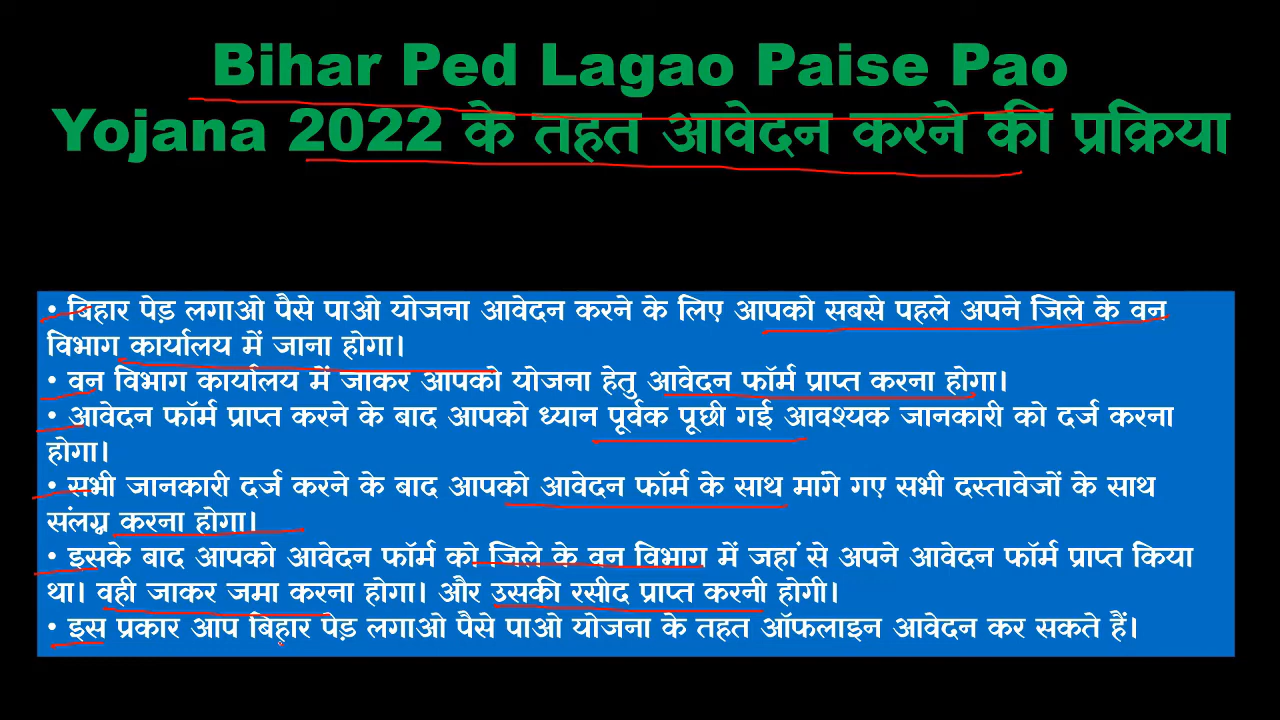 Bihar Ped Lagao Paise Pao
Yojana 2022 के तहत आवेदन करने की प्रक्रिया
• बिहार पेड़ लगाओ पैसे पाओ योजना आवेदन करने के लिए आपको सबसे पहले अपने जिले के वन
विभाग कार्यालय में जाना होगा।
• वन विभाग कार्यालय में जाकर आपको योजना हेतु आवेदन फॉर्म प्राप्त करना होगा।
• आवेदन फॉर्म प्राप्त करने के बाद आपको ध्यान पूर्वक पूछी गई आवश्यक जानकारी को दर्ज करना
होगा।
• सभी जानकारी दर्ज करने के बाद आपको आवेदन फॉर्म के साथ मांगे गए सभी दस्तावेजों के साथ
संलग्न करना होगा।
• इसके बाद आपको आवेदन फॉर्म को जिले के वन विभाग में जहां से अपने आवेदन फॉर्म प्राप्त किया
था। वही जाकर जमा करना होगा। और उसकी रसीद प्राप्त करनी होगी।
• इस प्रकार आप बिहार पेड़ लगाओ पैसे पाओ योजना के तहत ऑफलाइन आवेदन कर सकते हैं।